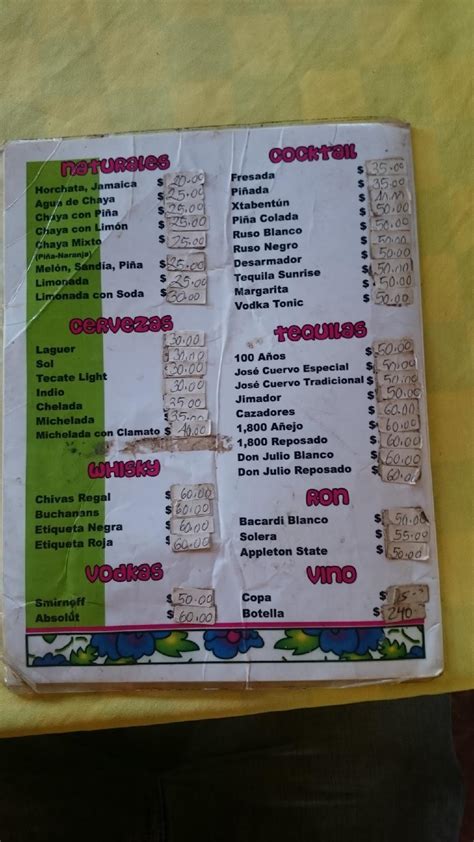 Naturales
Horchata, Jamaica $ 20.00
Agua de Chaya $ 25.00
Chaya con Piña $ 25.00
Chaya con Limón $ 25.00
Chaya Mixto $ 25.00
(Piña-Naranja)
Melón, Sandía, Piña $ 25.00
Limonada $ 25.00
Limonada con Soda $ 30.00
Cervezas
Laguer 30.00
Sol 30.00
Tecate Light 30.00
Indio 30.00
Chelada 35.00
Michelada 35.00
Michelada con Clamato $ 40.00
Whisky
Chivas Regal $ 60.00
Buchanans $ 60.00
Etiqueta Negra $ 60.00
Etiqueta Roja $ 60.00
Vodkas
Smirnoff $ 50.00
Absolut $ 60.00
Cocktail
Fresada $ 35.00
Piñada $ 35.00
Xtabentún $
Piña Colada $ 50.00
Ruso Blanco $ 50.00
Ruso Negro $ 50.00
Desarmador $ 50.00
Tequila Sunrise $ 50.00
Margarita $ 50.00
Vodka Tonic $ 50.00
Tequilas
100 Años $ 50.00
José Cuervo Especial $ 50.00
José Cuervo Tradicional $ 50.00
Jimador $ 50.00
Cazadores $ 60.00
1,800 Añejo $ 60.00
1,800 Reposado $ 60.00
Don Julio Blanco $ 60.00
Don Julio Reposado $ 60.00
Ron
Bacardi Blanco $ 50.00
Solera $ 55.00
Appleton State $ 50.00
Vino
Copa $
Botella $ 240